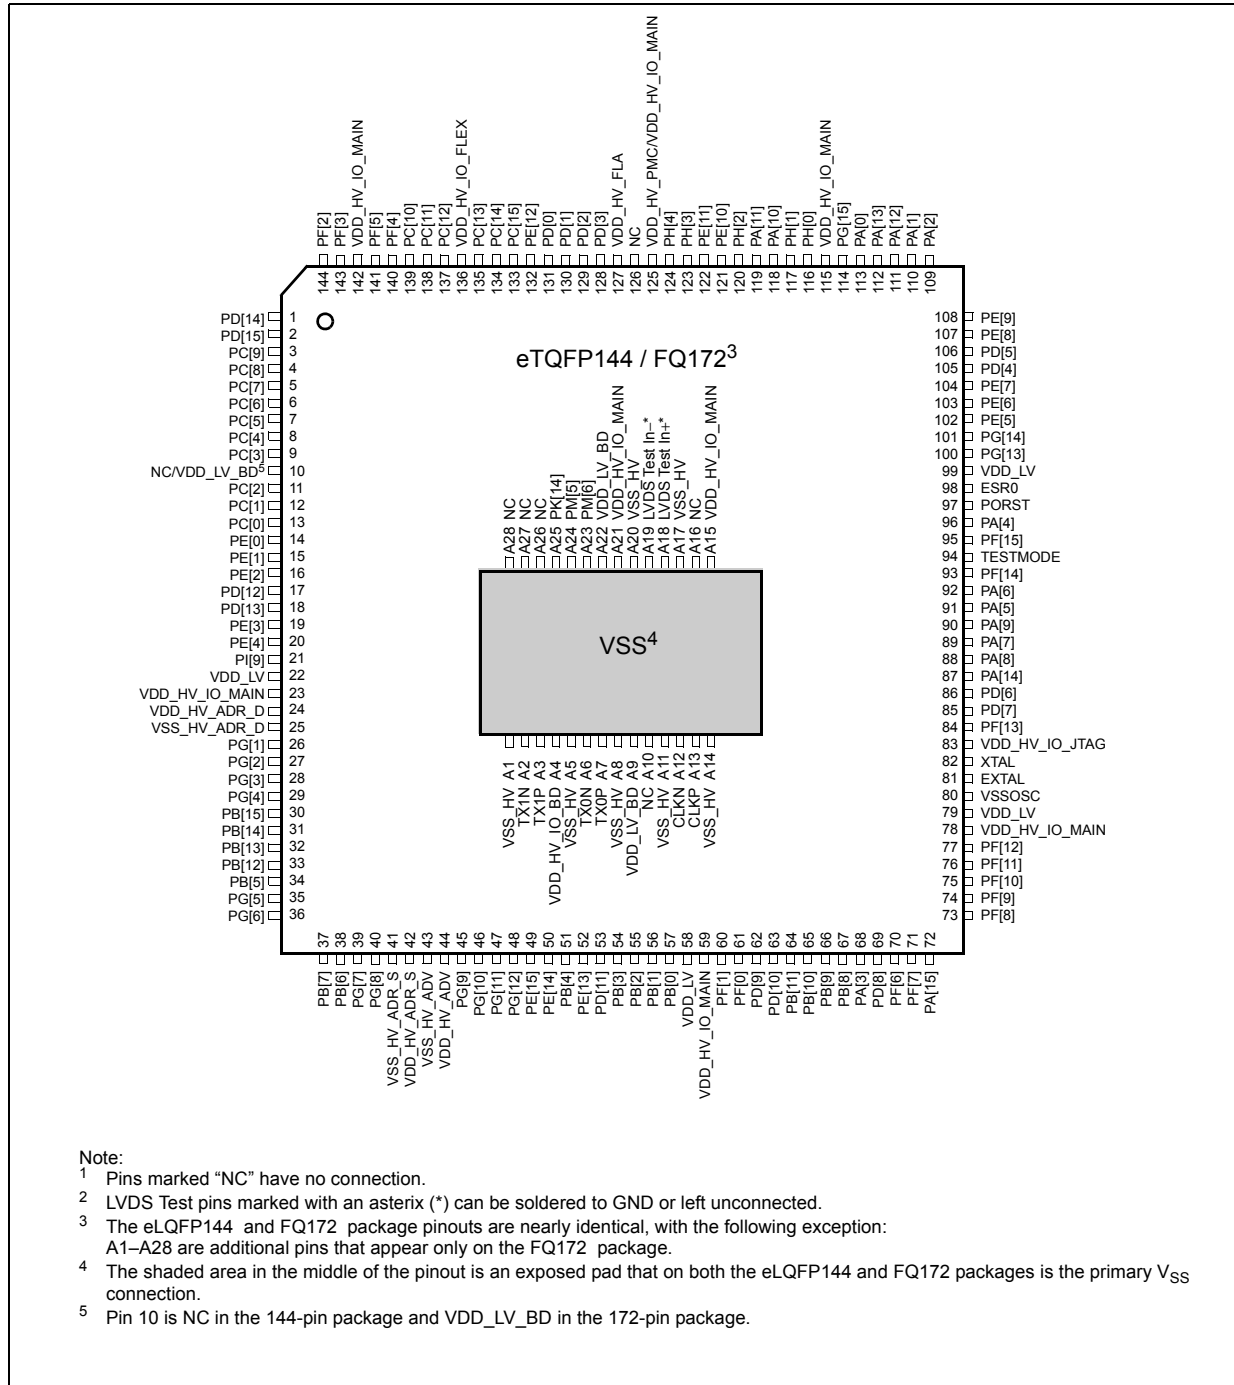 144 PF[2]
143 PF[3]
142 VDD_HV_IO_MAIN
141 PF[5]
140 PF[4]
139 PC[10]
138 PC[11]
137 PC[12]
136 VDD_HV_IO_FLEX
135 PC[13]
134 PC[14]
133 PC[15]
132 PE[12]
131 PD[0]
130 PD[1]
129 PD[2]
128 PD[3]
127 VDD_HV_FLA
126 NC
125 VDD_HV_PMC/VDD_HV_IO_MAIN
124 PH[4]
123 PH[3]
122 PE[11]
121 PE[10]
120 PH[2]
119 PA[11]
118 PA[10]
117 PH[1]
116 PH[0]
115 VDD_HV_IO_MAIN
114 PG[15]
113 PA[0]
112 PA[13]
111 PA[12]
110 PA[1]
109 PA[2]
PD[14] 1
PD[15] 2
PC[9] 3
PC[8] 4
PC[7] 5
PC[6] 6
PC[5] 7
PC[4] 8
PC[3] 9
NC/VDD_LV_BD5 10
PC[2] 11
PC[1] 12
PC[0] 13
PE[0] 14
PE[1] 15
PE[2] 16
PD[12] 17
PD[13] 18
PE[3] 19
PE[4] 20
PI[9] 21
VDD_LV 22
VDD_HV_IO_MAIN 23
VDD_HV_ADR_D 24
VSS_HV_ADR_D 25
PG[1] 26
PG[2] 27
PG[3] 28
PG[4] 29
PB[15] 30
PB[14] 31
PB[13] 32
PB[12] 33
PB[5] 34
PG[5] 35
PG[6] 36
eTQFP144 / FQ1723
A28 NC
A27 NC
A26 NC
A25 PK[14]
A24 PM[5]
A23 PM[6]
A22 VDD_LV_BD
A21 VDD_HV_IO_MAIN
A20 VSS_HV
A19 LVDS Test In–*
A18 LVDS Test In+*
A17 VSS_HV
A16 NC
A15 VDD_HV_IO_MAIN
VSS4
VSS_HV A1
TX1N A2
TX1P A3
VDD_HV_IO_BD A4
VSS_HV A5
TX0N A6
TX0P A7
VSS_HV A8
VDD_LV_BD A9
NC A10
VSS_HV A11
CLKN A12
CLKP A13
VSS_HV A14
108 PE[9]
107 PE[8]
106 PD[5]
105 PD[4]
104 PE[7]
103 PE[6]
102 PE[5]
101 PG[14]
100 PG[13]
99 VDD_LV
98 ESR0
97 PORST
96 PA[4]
95 PF[15]
94 TESTMODE
93 PF[14]
92 PA[6]
91 PA[5]
90 PA[9]
89 PA[7]
88 PA[8]
87 PA[14]
86 PD[6]
85 PD[7]
84 PF[13]
83 VDD_HV_IO_JTAG
82 XTAL
81 EXTAL
80 VSSOSC
79 VDD_LV
78 VDD_HV_IO_MAIN
77 PF[12]
76 PF[11]
75 PF[10]
74 PF[9]
73 PF[8]
PB[7] 37
PB[6] 38
PG[7] 39
PG[8] 40
VSS_HV_ADR_S 41
VDD_HV_ADR_S 42
VSS_HV_ADV 43
VDD_HV_ADV 44
PG[9] 45
PG[10] 46
PG[11] 47
PG[12] 48
PE[15] 49
PE[14] 50
PB[4] 51
PE[13] 52
PD[11] 53
PB[3] 54
PB[2] 55
PB[1] 56
PB[0] 57
VDD_LV 58
VDD_HV_IO_MAIN 59
PF[1] 60
PF[0] 61
PD[9] 62
PD[10] 63
PB[11] 64
PB[10] 65
PB[9] 66
PB[8] 67
PA[3] 68
PD[8] 69
PF[6] 70
PF[7] 71
PA[15] 72
Note:
1 Pins marked “NC” have no connection.
2 LVDS Test pins marked with an asterix (*) can be soldered to GND or left unconnected.
3 The eLQFP144 and FQ172 package pinouts are nearly identical, with the following exception:
A1–A28 are additional pins that appear only on the FQ172 package.
4 The shaded area in the middle of the pinout is an exposed pad that on both the eLQFP144 and FQ172 packages is the primary VSS
connection.
5 Pin 10 is NC in the 144-pin package and VDD_LV_BD in the 172-pin package.